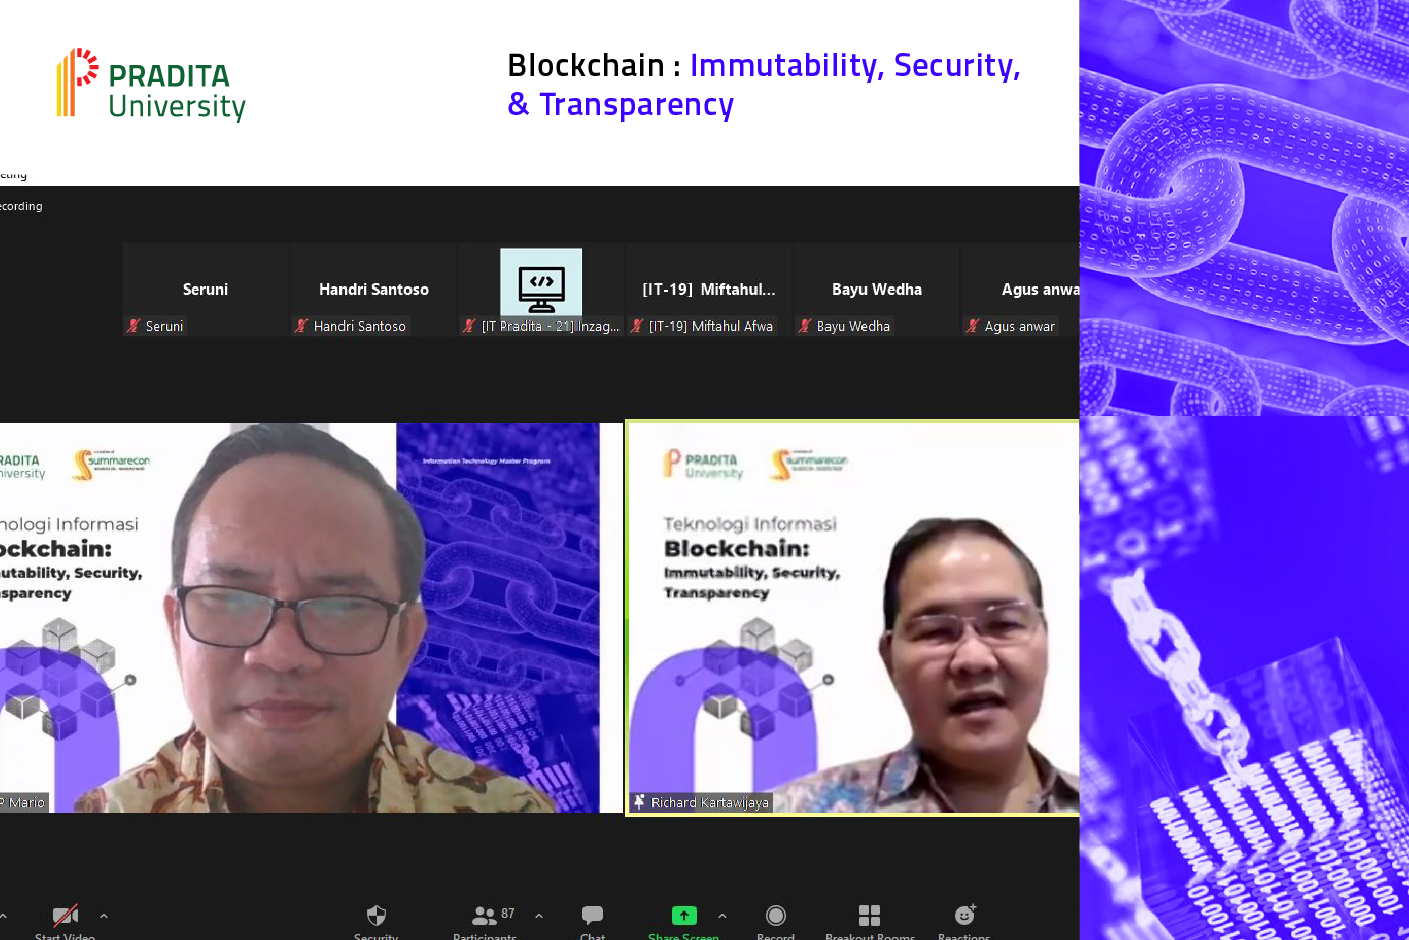 PRADITA
University
Blockchain : Immutability, Security,
& Transparency
ecording
Seruni
Handri Santoso
[IT-19] Miftahul...
Bayu Wedha
Agus anwa
Seruni
Handri Santoso
[IT Pradita - 21] Inzag...
[IT-19] Miftahul Afwa
Bayu Wedha
Agus anwar
RADITA
niversity
summarecon
Information Technology Master Program
nologi Informasi
ockchain:
utability, Security,
nsparency
P Mario
PRADITA
University
summarecon
Teknologi Informasi
Blockchain:
Immutability, Security,
Transparency
Richard Kartawijaya
Start Video
Security
Participants
87
Chat
Share Screen
Record
Breakout Rooms
Reactions